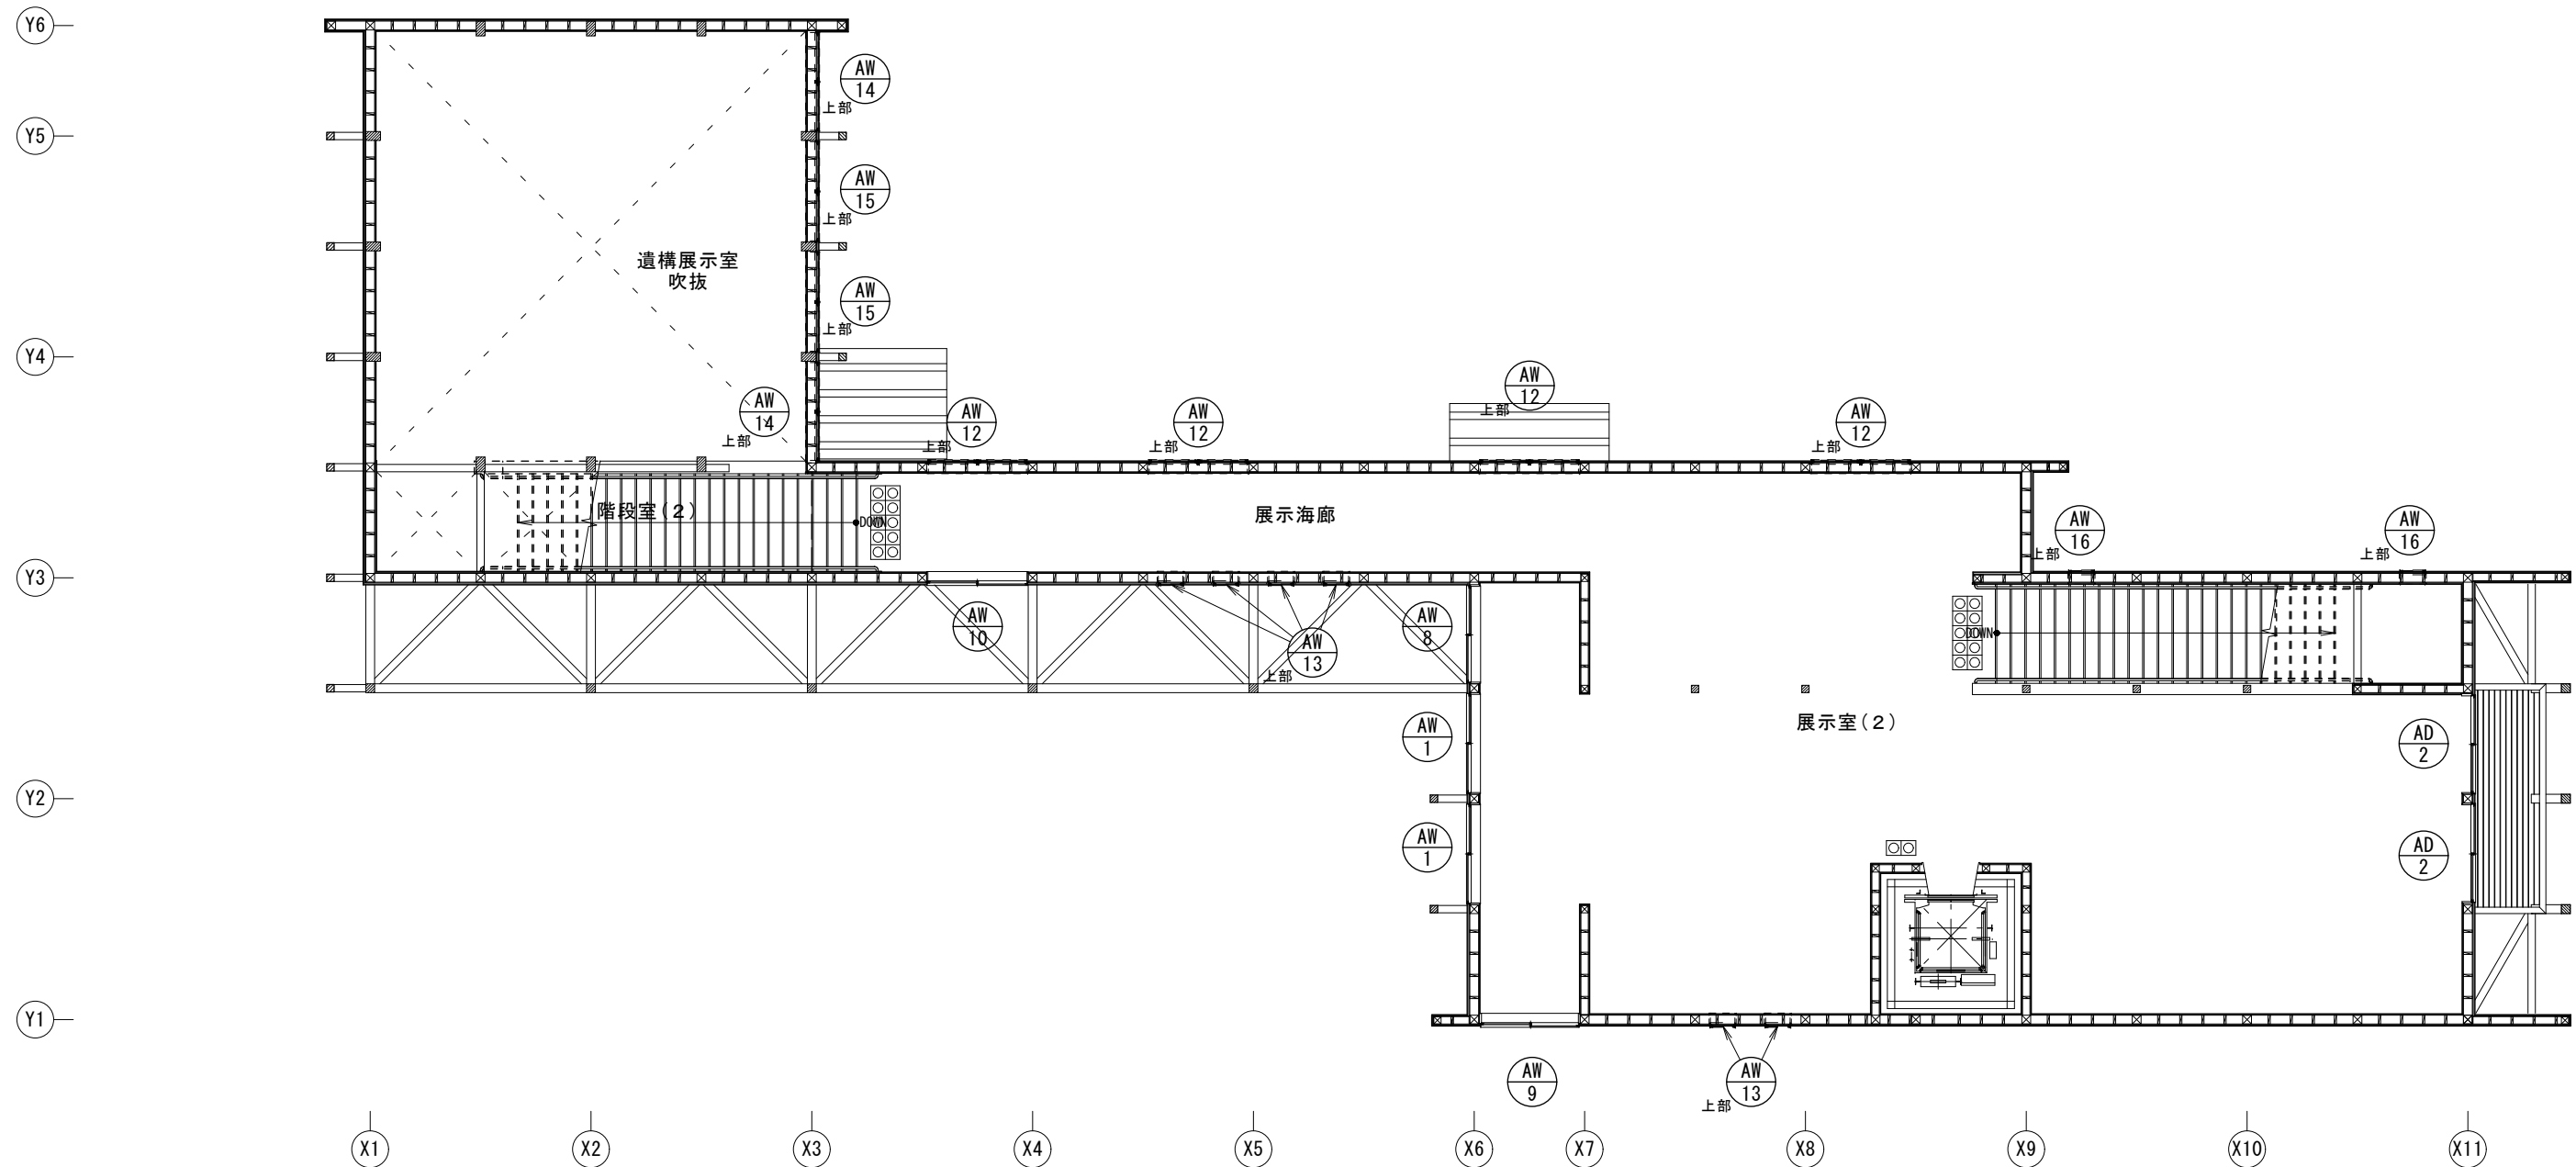 Y6
AW
14
上部
Y5
AW
15
上部
遺構展示室
吹抜
AW
15
上部
Y4
AW
14
上部
AW
12
上部
AW
12
上部
AW
12
上部
AW
12
上部
階段室(2)
DOWN
展示海廊
AW
16
上部
AW
16
上部
Y3
AW
10
AW
13
上部
AW
8
DOWN
展示室(2)
AW
1
AD
2
Y2
AW
1
AD
2
Y1
AW
9
AW
13
上部
X1
X2
X3
X4
X5
X6
X7
X8
X9
X10
X11